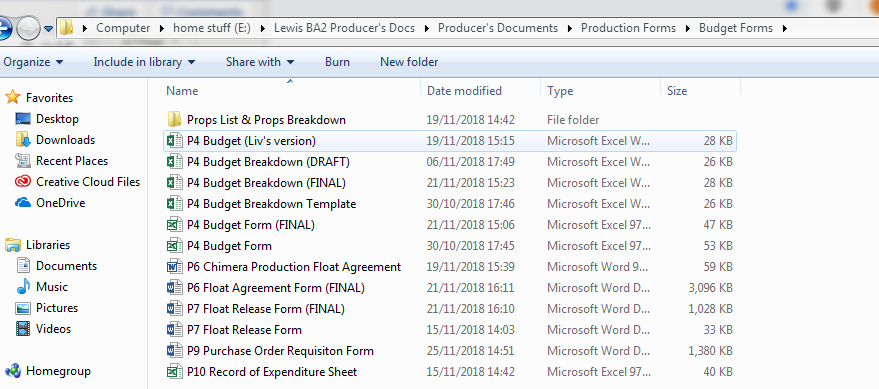 Share Comments
Computer home stuff (E:) Lewis BA2 Producer's Docs Producer's Documents Production Forms Budget Forms
Organize Include in library Share with Burn New folder
Name Date modified Type Size
Favorites
Desktop
Downloads
Recent Places
Creative Cloud Files
OneDrive
Libraries
Documents
Music
Pictures
Videos
Homegroup
Props List & Props Breakdown 19/11/2018 14:42 File folder
P4 Budget (Liv's version) 19/11/2018 15:15 Microsoft Excel W... 28 KB
P4 Budget Breakdown (DRAFT) 06/11/2018 17:49 Microsoft Excel W... 26 KB
P4 Budget Breakdown (FINAL) 21/11/2018 15:23 Microsoft Excel W... 28 KB
P4 Budget Breakdown Template 30/10/2018 17:46 Microsoft Excel W... 26 KB
P4 Budget Form (FINAL) 21/11/2018 15:06 Microsoft Excel 97... 47 KB
P4 Budget Form 30/10/2018 17:45 Microsoft Excel 97... 53 KB
P6 Chimera Production Float Agreement 19/11/2018 15:39 Microsoft Word 9... 59 KB
P6 Float Agreement Form (FINAL) 21/11/2018 16:11 Microsoft Word D... 3,096 KB
P7 Float Release Form (FINAL) 21/11/2018 16:10 Microsoft Word D... 1,028 KB
P7 Float Release Form 15/11/2018 14:03 Microsoft Word D... 33 KB
P9 Purchase Order Requisiton Form 25/11/2018 14:51 Microsoft Word D... 1,380 KB
P10 Record of Expenditure Sheet 15/11/2018 14:42 Microsoft Excel 97... 40 KB